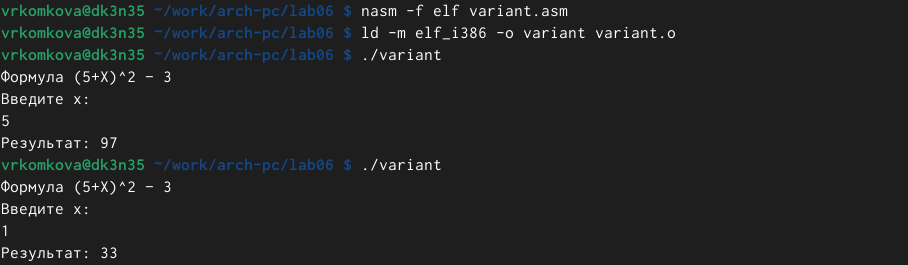 vrkomkova@dk3n35 ~/work/arch-pc/lab06 $ nasm -f elf variant.asm
vrkomkova@dk3n35 ~/work/arch-pc/lab06 $ ld -m elf_i386 -o variant variant.o
vrkomkova@dk3n35 ~/work/arch-pc/lab06 $ ./variant
Формула (5+X)^2 - 3
Введите x:
5
Результат: 97
vrkomkova@dk3n35 ~/work/arch-pc/lab06 $ ./variant
Формула (5+X)^2 - 3
Введите x:
1
Результат: 33